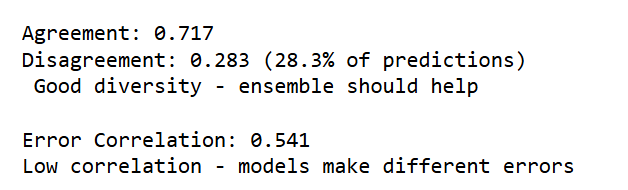 Agreement: 0.717
Disagreement: 0.283 (28.3% of predictions)
Good diversity - ensemble should help
Error Correlation: 0.541
Low correlation - models make different errors